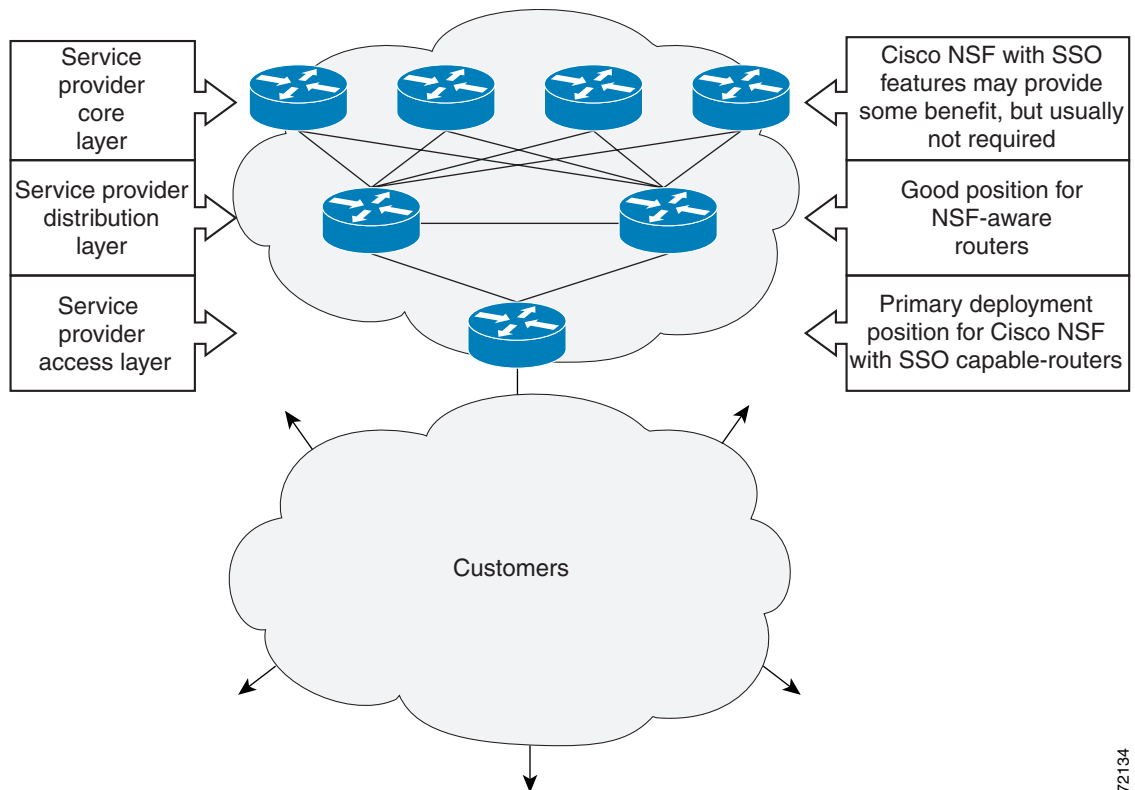 Service
provider
core
layer
Cisco NSF with SSO
features may provide
some benefit, but usually
not required
Service provider
distribution
layer
Good position for
NSF-aware
routers
Service
provider
access layer
Primary deployment
position for Cisco NSF
with SSO capable-routers
Customers
72134